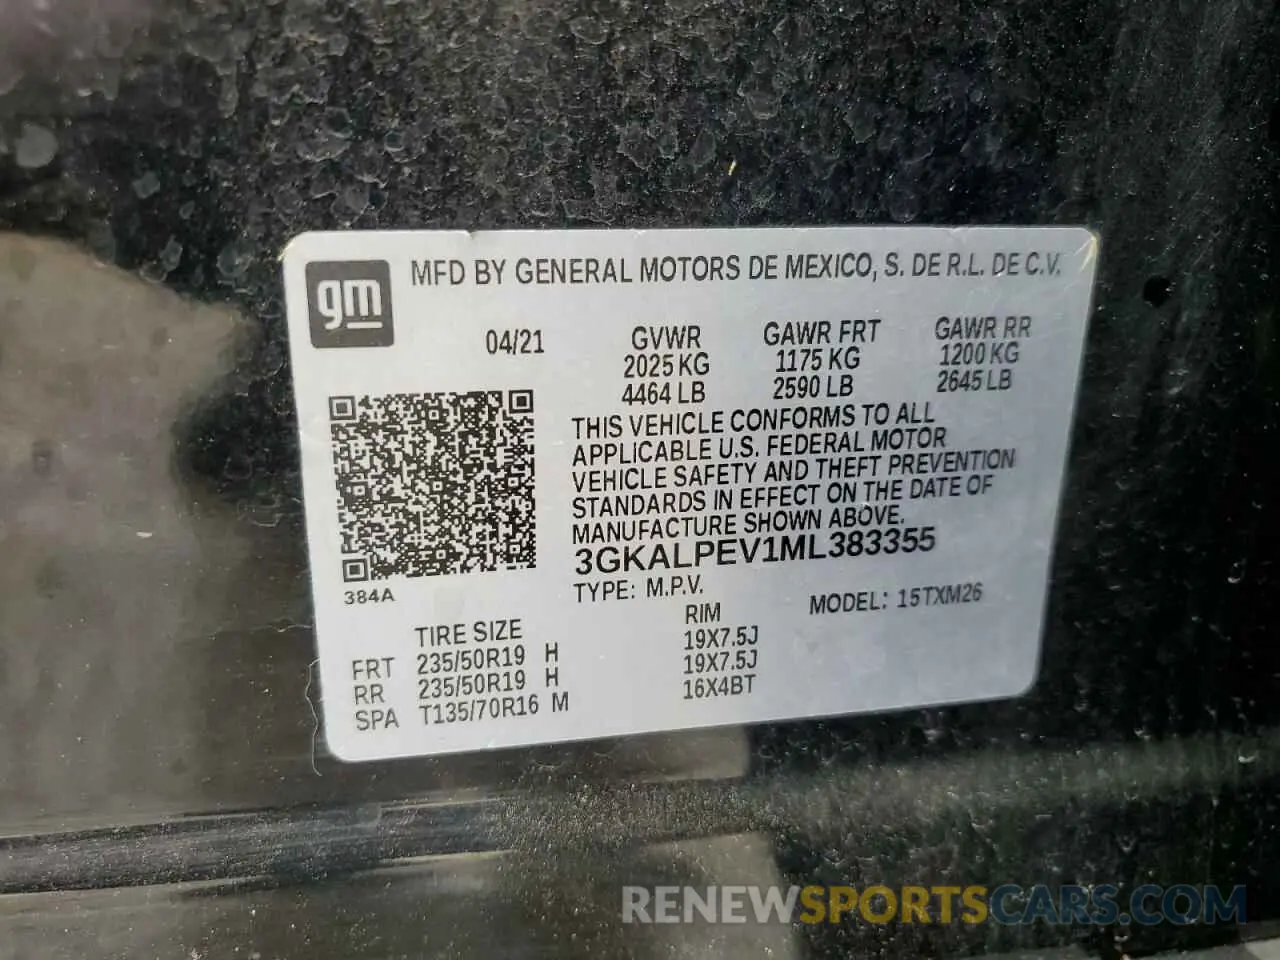 gm
MFD BY GENERAL MOTORS DE MEXICO, S. DE R.L. DE C.V.
04/21 GVWR GAWR FRT GAWR RR
2025 KG 1175 KG 1200 KG
4464 LB 2590 LB 2645 LB
THIS VEHICLE CONFORMS TO ALL
APPLICABLE U.S. FEDERAL MOTOR
VEHICLE SAFETY AND THEFT PREVENTION
STANDARDS IN EFFECT ON THE DATE OF
MANUFACTURE SHOWN ABOVE.
3GKALPEV1ML383355
384A
TYPE: M.P.V. MODEL: 15TXM26
TIRE SIZE RIM
FRT 235/50R19 H 19X7.5J
RR 235/50R19 H 19X7.5J
SPA T135/70R16 M 16X4BT
RENEWSPORTSCARS.COM